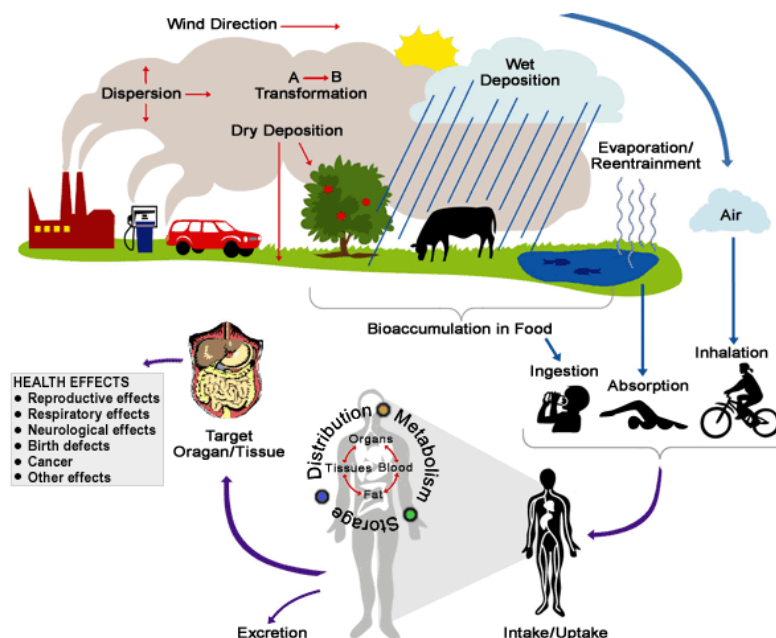 Wind Direction
Dispersion
A B
Transformation
Wet
Deposition
Dry Deposition
Evaporation/
Reentrainment
Air
Bioaccumulation in Food
Ingestion
Absorption
Inhalation
HEALTH EFFECTS
● Reproductive effects
● Respiratory effects
● Neurological effects
● Birth defects
● Cancer
● Other effects
Target
Oragan/Tissue
Distribution
Metabolism
Storage
Organs
Tissues
Blood
Fat
Excretion
Intake/Uptake